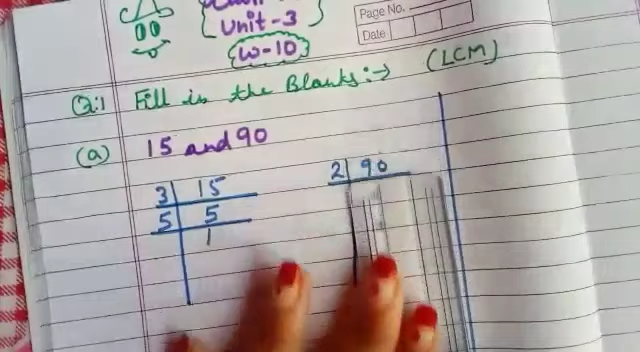 Unit-3
W-10
Page No.
Date
Q:1 Fill in the Blanks:→ (LCM)
(a) 15 and 90
3 15
5 5
1
2 90